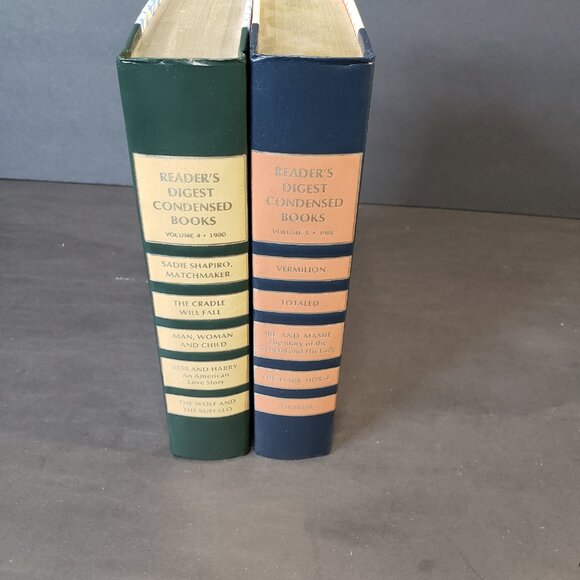 READER'S
DIGEST
CONDENSED
BOOKS
VOLUME 4 • 1980
SADIE SHAPIRO,
MATCHMAKER
THE CRADLE
WILL FALL
MAN, WOMAN
AND CHILD
BESS AND HARRY
An American
Love Story
THE WOLF AND
THE BUFFALO
READER'S
DIGEST
CONDENSED
BOOKS
VOLUME 5 • 1981
VERMILION
TOTALED
IKE AND MAMIE
The Story of the
General and His Lady
THE DARK HORSE
FORTRESS